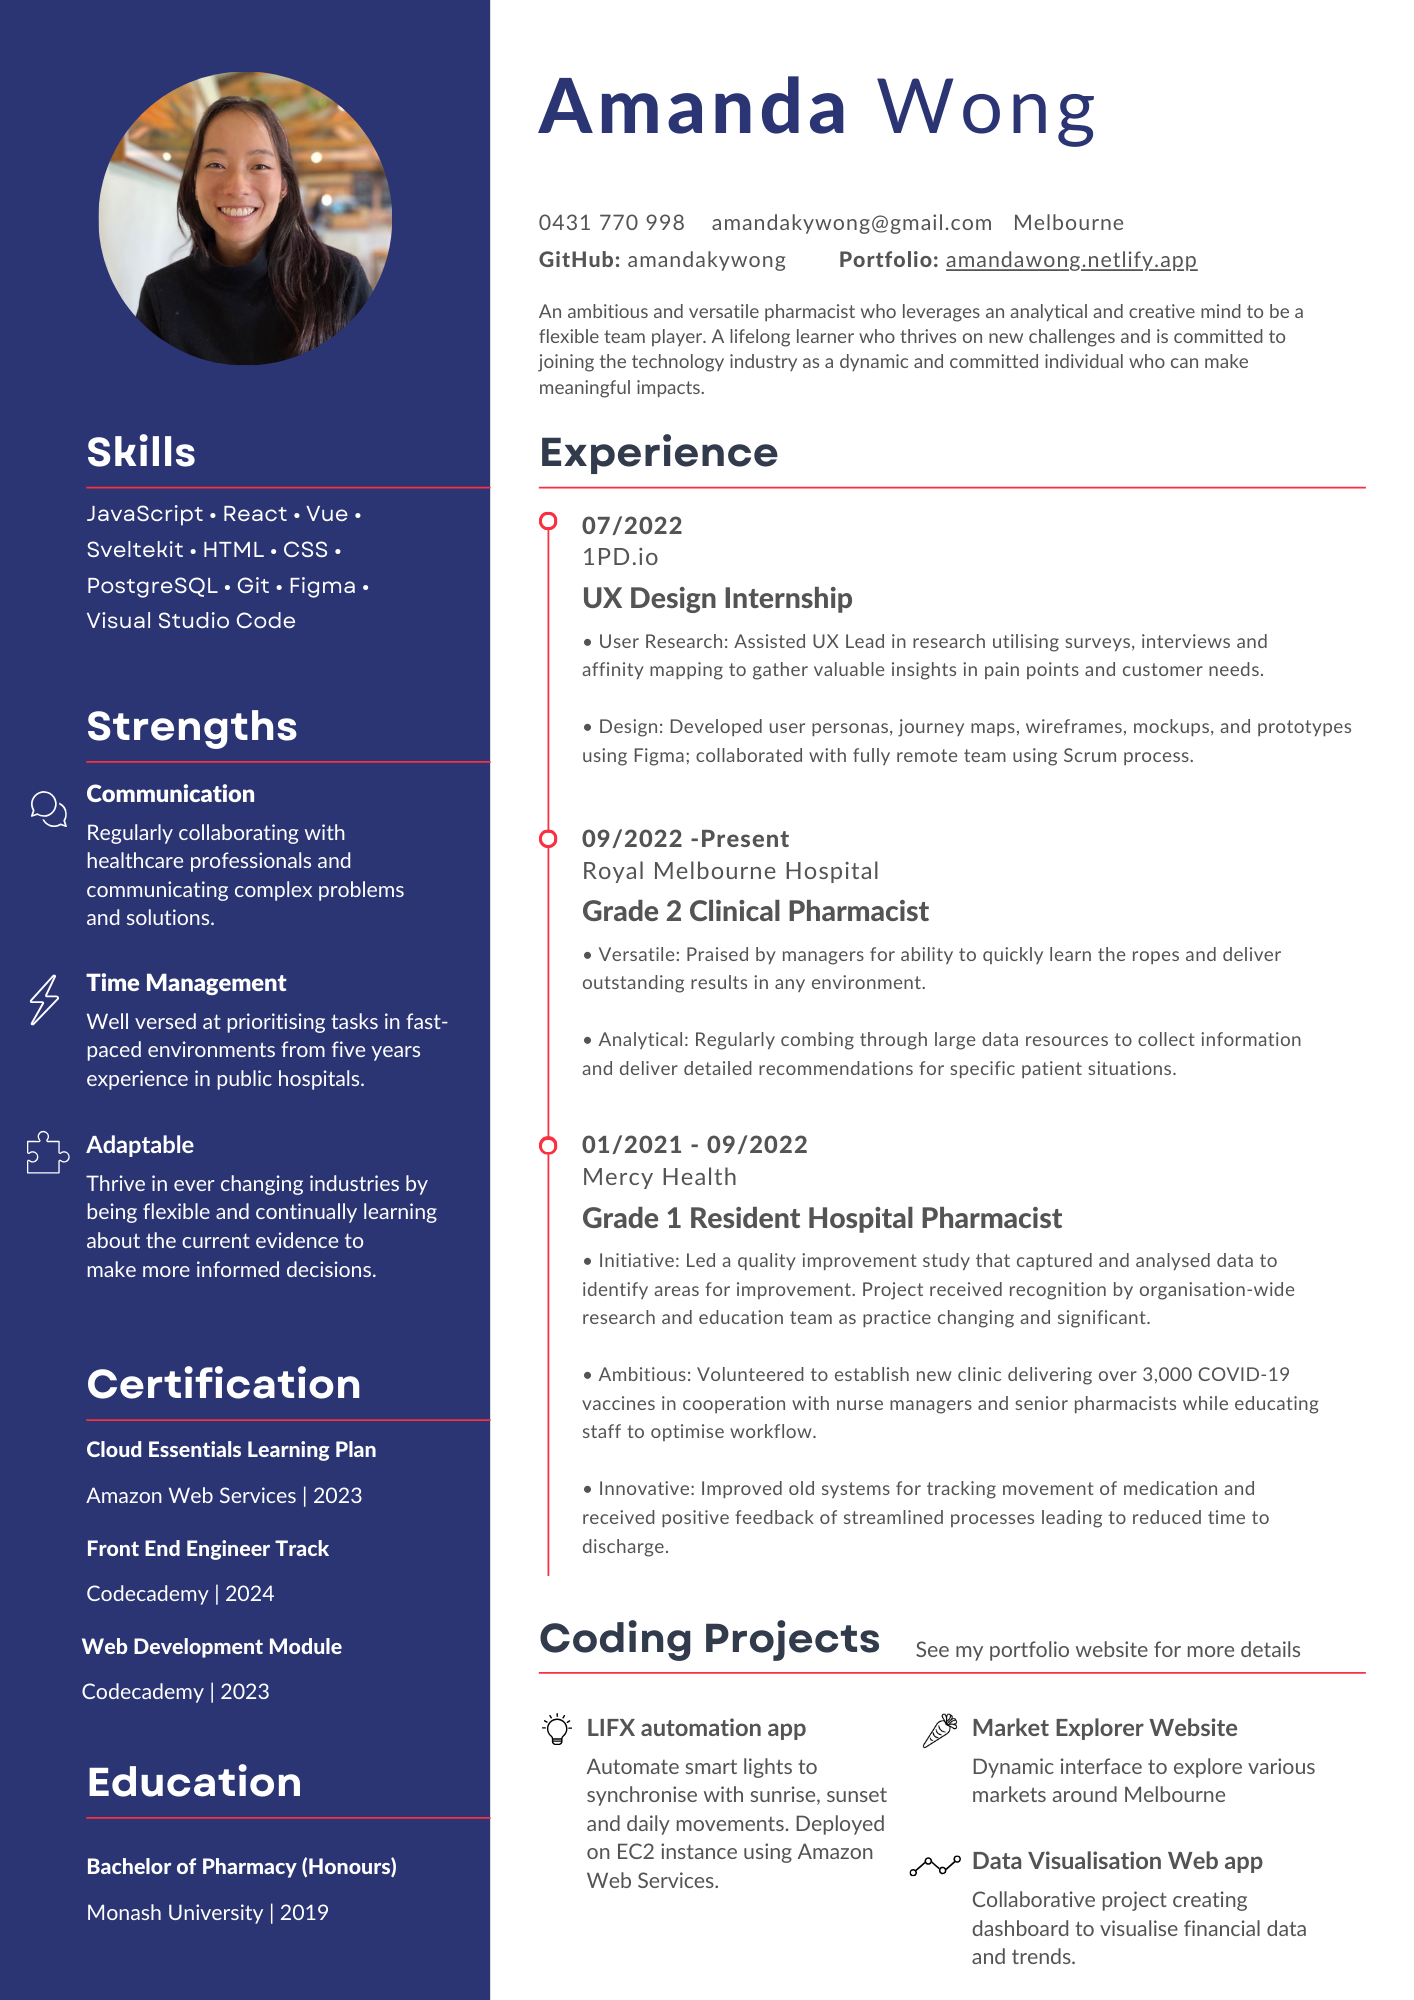 Amanda Wong
0431 770 998 amandakywong@gmail.com Melbourne
GitHub: amandakywong Portfolio: amandawong.netlify.app
An ambitious and versatile pharmacist who leverages an analytical and creative mind to be a
flexible team player. A lifelong learner who thrives on new challenges and is committed to
joining the technology industry as a dynamic and committed individual who can make
meaningful impacts.
Skills
JavaScript • React • Vue •
Sveltekit • HTML • CSS •
PostgreSQL • Git • Figma •
Visual Studio Code
Strengths
Communication
Regularly collaborating with
healthcare professionals and
communicating complex problems
and solutions.
Time Management
Well versed at prioritising tasks in fast-
paced environments from five years
experience in public hospitals.
Adaptable
Thrive in ever changing industries by
being flexible and continually learning
about the current evidence to
make more informed decisions.
Certification
Cloud Essentials Learning Plan
Amazon Web Services | 2023
Front End Engineer Track
Codecademy | 2024
Web Development Module
Codecademy | 2023
Education
Bachelor of Pharmacy (Honours)
Monash University | 2019
Experience
07/2022
1PD.io
UX Design Internship
• User Research: Assisted UX Lead in research utilising surveys, interviews and
affinity mapping to gather valuable insights in pain points and customer needs.
• Design: Developed user personas, journey maps, wireframes, mockups, and prototypes
using Figma; collaborated with fully remote team using Scrum process.
09/2022 -Present
Royal Melbourne Hospital
Grade 2 Clinical Pharmacist
• Versatile: Praised by managers for ability to quickly learn the ropes and deliver
outstanding results in any environment.
• Analytical: Regularly combing through large data resources to collect information
and deliver detailed recommendations for specific patient situations.
01/2021 - 09/2022
Mercy Health
Grade 1 Resident Hospital Pharmacist
• Initiative: Led a quality improvement study that captured and analysed data to
identify areas for improvement. Project received recognition by organisation-wide
research and education team as practice changing and significant.
• Ambitious: Volunteered to establish new clinic delivering over 3,000 COVID-19
vaccines in cooperation with nurse managers and senior pharmacists while educating
staff to optimise workflow.
• Innovative: Improved old systems for tracking movement of medication and
received positive feedback of streamlined processes leading to reduced time to
discharge.
Coding Projects See my portfolio website for more details
LIFX automation app
Automate smart lights to
synchronise with sunrise, sunset
and daily movements. Deployed
on EC2 instance using Amazon
Web Services.
Market Explorer Website
Dynamic interface to explore various
markets around Melbourne
Data Visualisation Web app
Collaborative project creating
dashboard to visualise financial data
and trends.